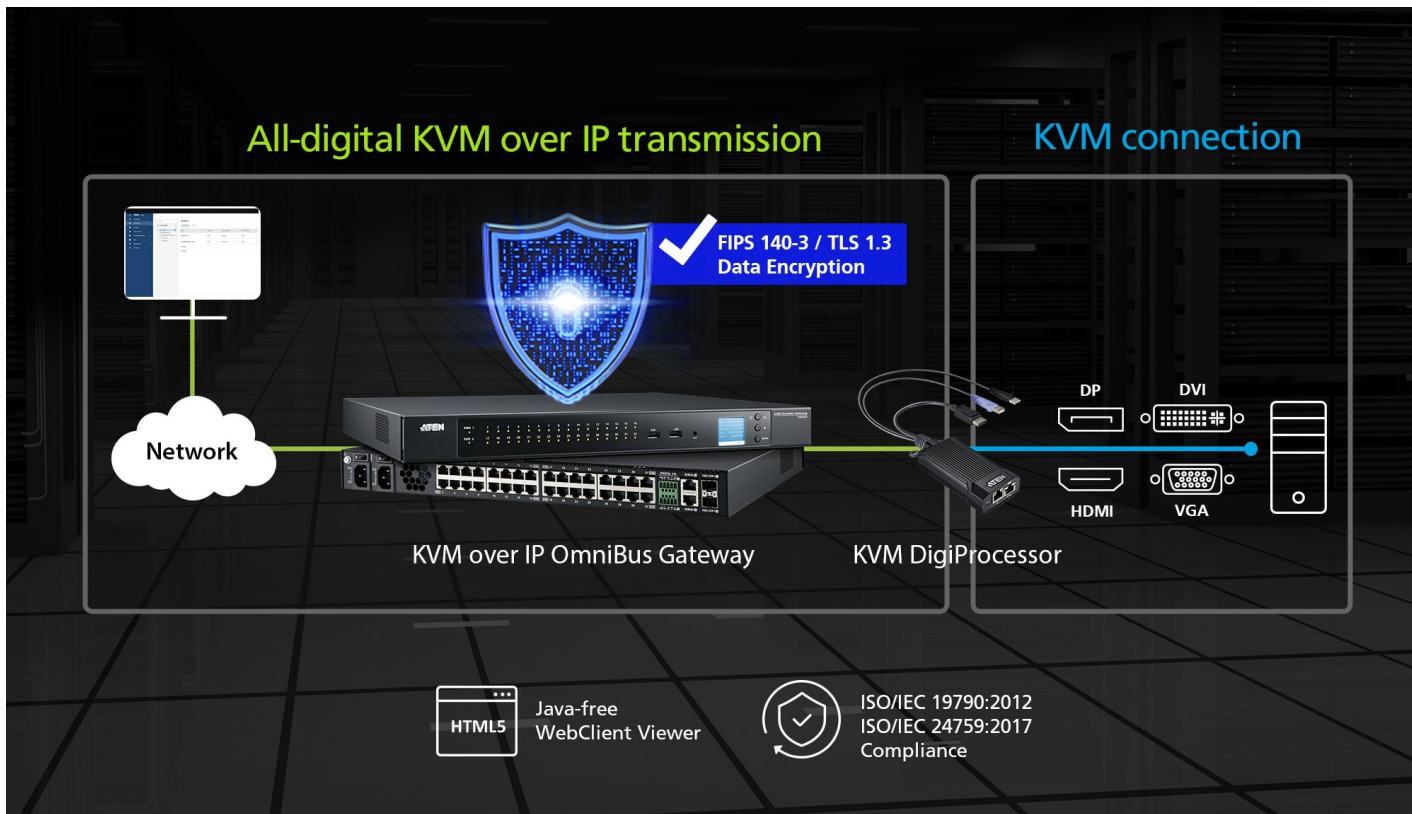 All-digital KVM over IP transmission
KVM connection
FIPS 140-3 / TLS 1.3
Data Encryption
Network
ATEN
ATEN
DP
DVI
HDMI
VGA
KVM over IP OmniBus Gateway
KVM DigiProcessor
HTML5
Java-free
WebClient Viewer
ISO/IEC 19790:2012
ISO/IEC 24759:2017
Compliance